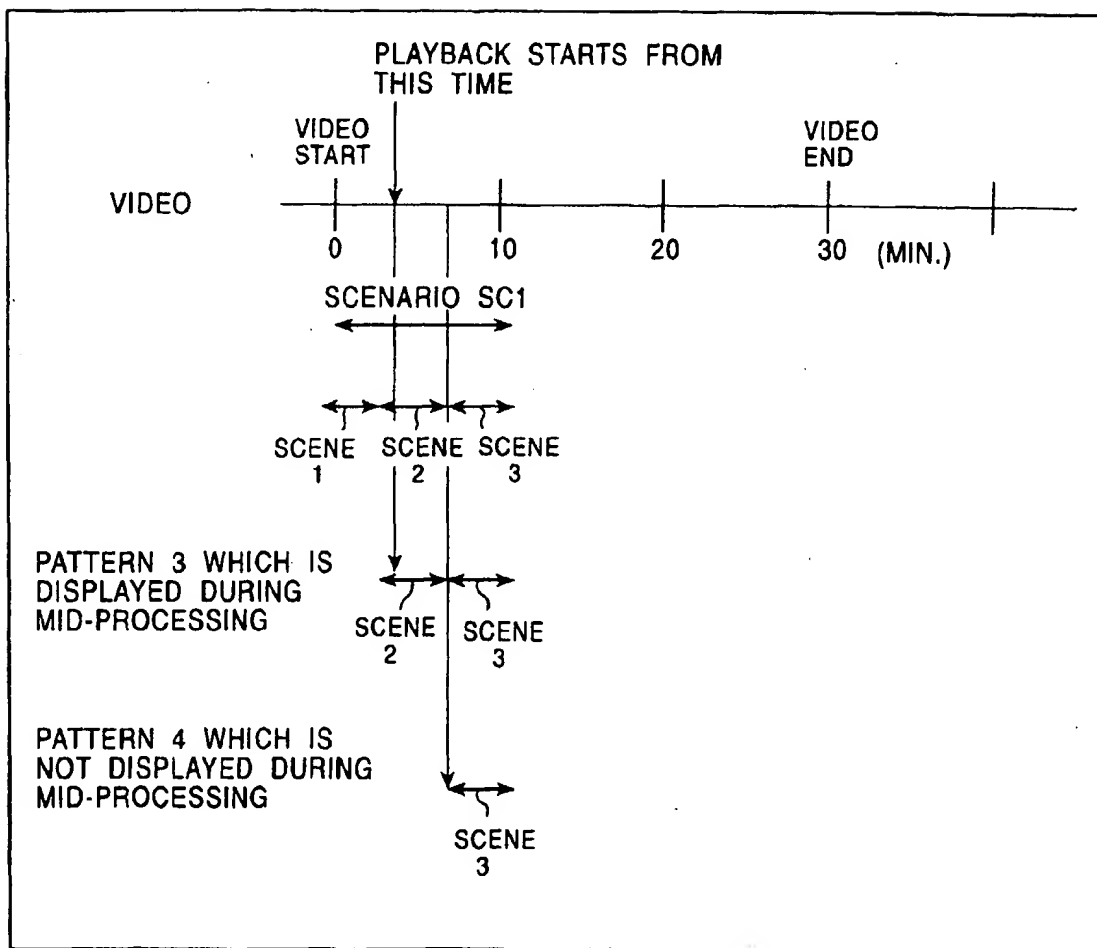 PLAYBACK STARTS FROM
THIS TIME
VIDEO
START
VIDEO
END
VIDEO
0
10
20
30
(MIN.)
SCENARIO SC1
SCENE
1
SCENE
2
SCENE
3
PATTERN 3 WHICH IS
DISPLAYED DURING
MID-PROCESSING
SCENE
2
SCENE
3
PATTERN 4 WHICH IS
NOT DISPLAYED DURING
MID-PROCESSING
SCENE
3